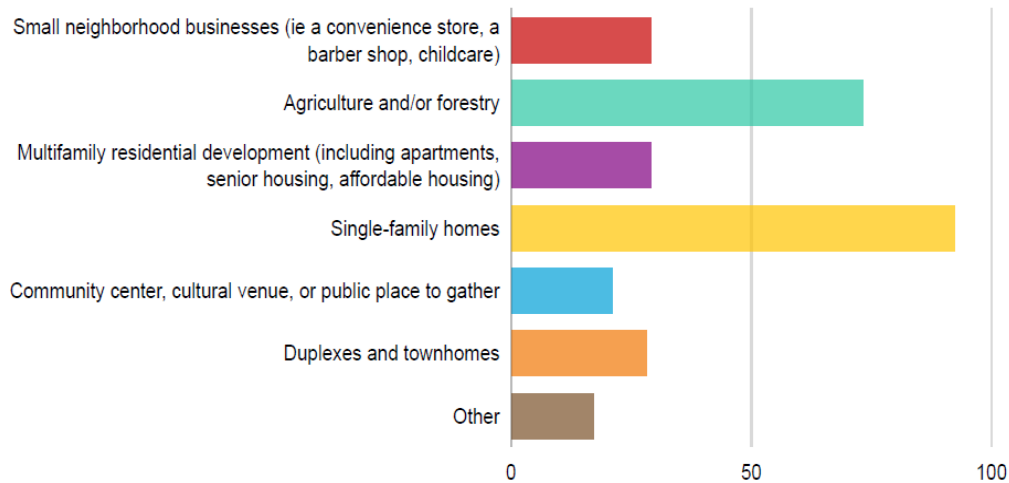 Small neighborhood businesses (ie a convenience store, a
barber shop, childcare)
Agriculture and/or forestry
Multifamily residential development (including apartments,
senior housing, affordable housing)
Single-family homes
Community center, cultural venue, or public place to gather
Duplexes and townhomes
Other
0 50 100